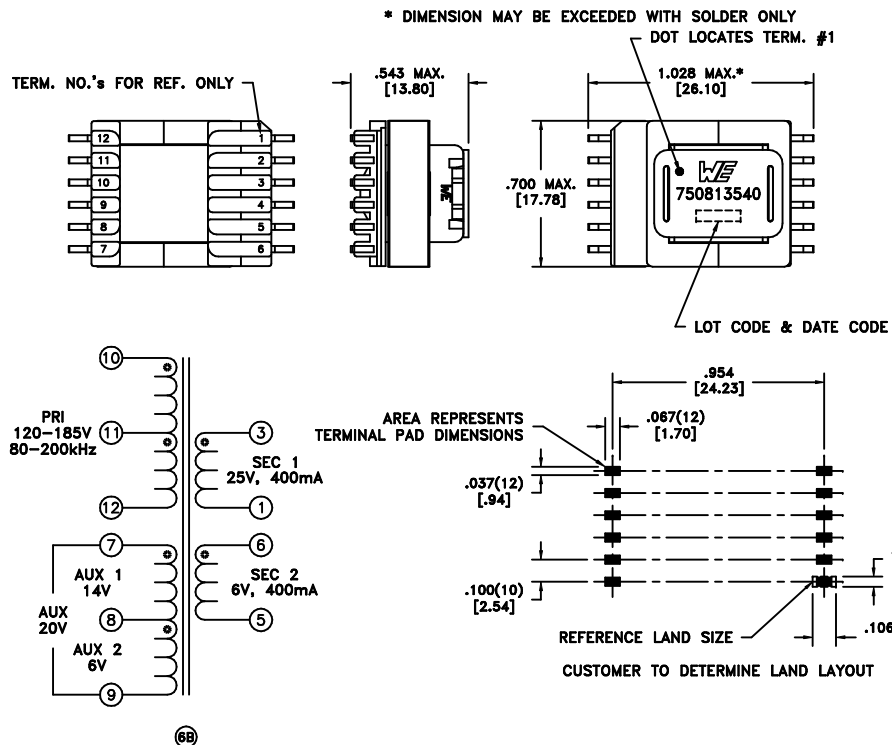 * DIMENSION MAY BE EXCEEDED WITH SOLDER ONLY
DOT LOCATES TERM. #1
TERM. NO.'s FOR REF. ONLY
.543 MAX.
[13.80]
1.028 MAX.*
[26.10]
12
11
10
9
8
7
1
2
3
4
5
6
WE
.700 MAX.
[17.78]
WE
750813540
LOT CODE & DATE CODE
10
PRI
120-185V
80-200kHz
11
12
3
SEC 1
25V, 400mA
1
7
AUX 1
14V
8
AUX
20V
AUX 2
6V
9
6
SEC 2
6V, 400mA
5
6B
.954
[24.23]
AREA REPRESENTS
TERMINAL PAD DIMENSIONS
.067(12)
[1.70]
.037(12)
[.94]
.100(10)
[2.54]
.106
REFERENCE LAND SIZE
CUSTOMER TO DETERMINE LAND LAYOUT